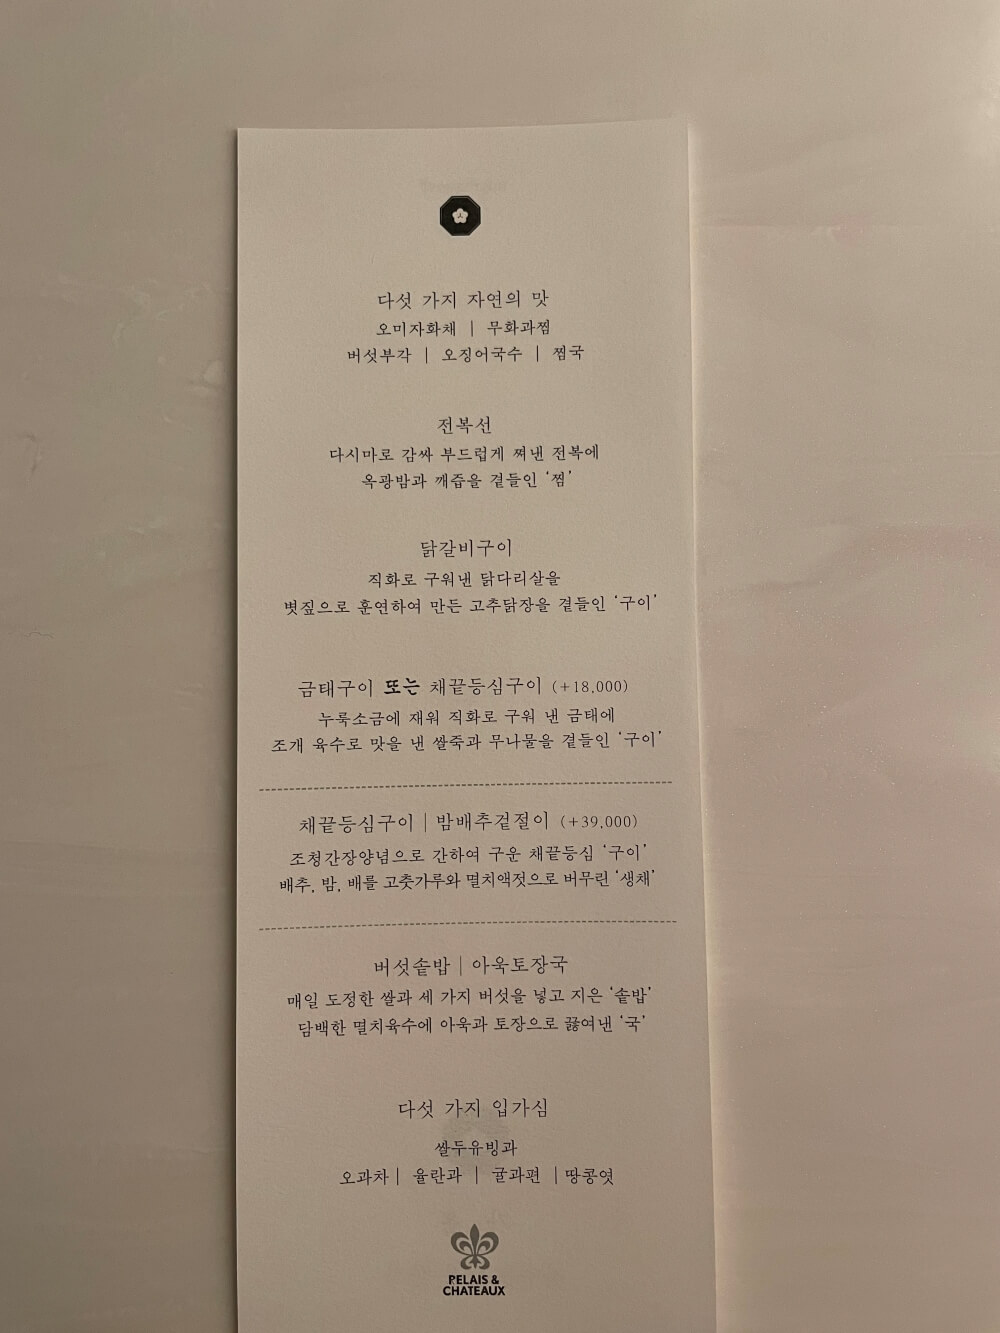 다섯 가지 자연의 맛
오미자화채 | 무화과찜
버섯부각 | 오징어국수 | 찜국
전복선
다시마로 감싸 부드럽게 쪄낸 전복에
옥광밤과 깨즙을 곁들인 '찜'
닭갈비구이
직화로 구워낸 닭다리살을
볏짚으로 훈연하여 만든 고추닭장을 곁들인 '구이'
금태구이 또는 채끝등심구이 (+18,000)
누룩소금에 재워 직화로 구워 낸 금태에
조개 육수로 맛을 낸 쌀죽과 무나물을 곁들인 '구이'
채끝등심구이 | 밤배추겉절이 (+39,000)
조청간장양념으로 간하여 구운 채끝등심 '구이'
배추, 밤, 배를 고춧가루와 멸치액젓으로 버무린 '생채'
버섯솥밥 | 아욱토장국
매일 도정한 쌀과 세 가지 버섯을 넣고 지은 '솥밥'
담백한 멸치육수에 아욱과 토장으로 끓여낸 '국'
다섯 가지 입가심
쌀두유빙과
오과차 | 율란과 | 귤과편 | 땅콩엿
RELAIS &
CHATEAUX